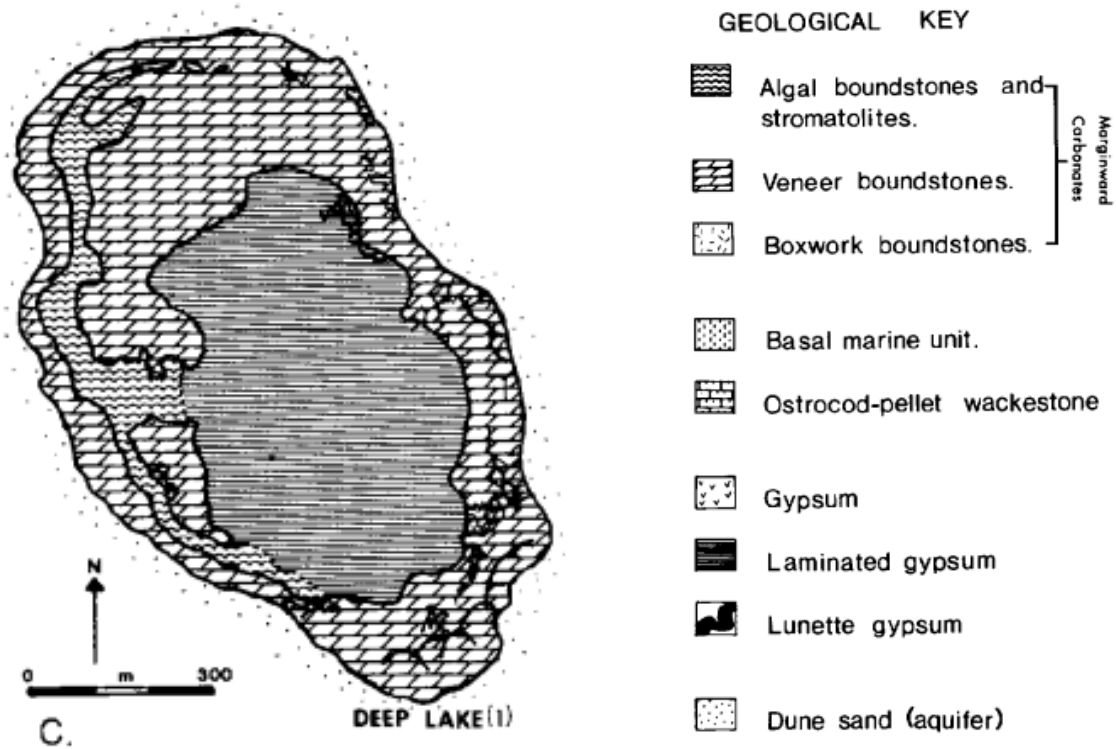 GEOLOGICAL KEY
Algal boundstones and
stromatolites.
Veneer boundstones.
Boxwork boundstones.
Marginward
Carbonates
Basal marine unit.
Ostrocod-pellet wackestone
Gypsum
Laminated gypsum
Lunette gypsum
Dune sand (aquifer)
N
0 m 300
C.
DEEP LAKE(1)